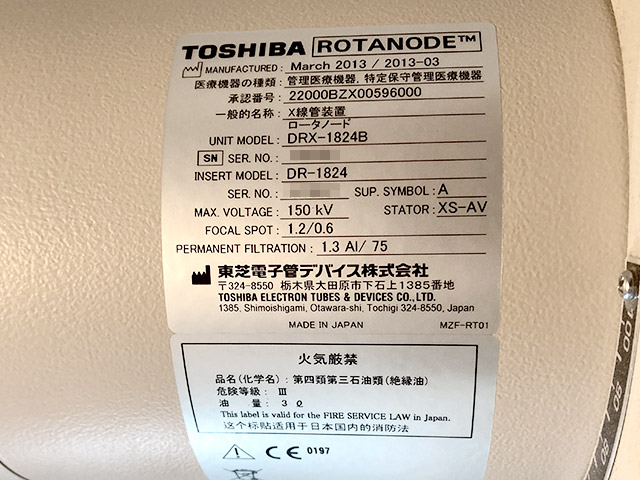 TOSHIBA ROTANODE™
MANUFACTURED: March 2013 / 2013-03
医療機器の種類: 管理医療機器, 特定保守管理医療機器
承認番号: 22000BZX00596000
一般的名称: X線管装置
ロータノード
UNIT MODEL: DRX-1824B
SN SER. NO.:
INSERT MODEL: DR-1824
SER. NO.: SUP. SYMBOL: A
MAX. VOLTAGE: 150 kV STATOR: XS-AV
FOCAL SPOT: 1.2/0.6
PERMANENT FILTRATION: 1.3 Al/ 75
東芝電子管デバイス株式会社
〒324-8550 栃木県大田原市下石上1385番地
TOSHIBA ELECTRON TUBES & DEVICES CO., LTD.
1385, Shimoishigami, Otawara-shi, Tochigi 324-8550, Japan
MADE IN JAPAN MZF-RT01
火気厳禁
品名(化学名): 第四類第三石油類(絶縁油)
危険等級: Ⅲ
油 量: 3 ℓ
This label is valid for the FIRE SERVICE LAW in Japan.
这个标贴适用于日本国内的消防法
CE 0197